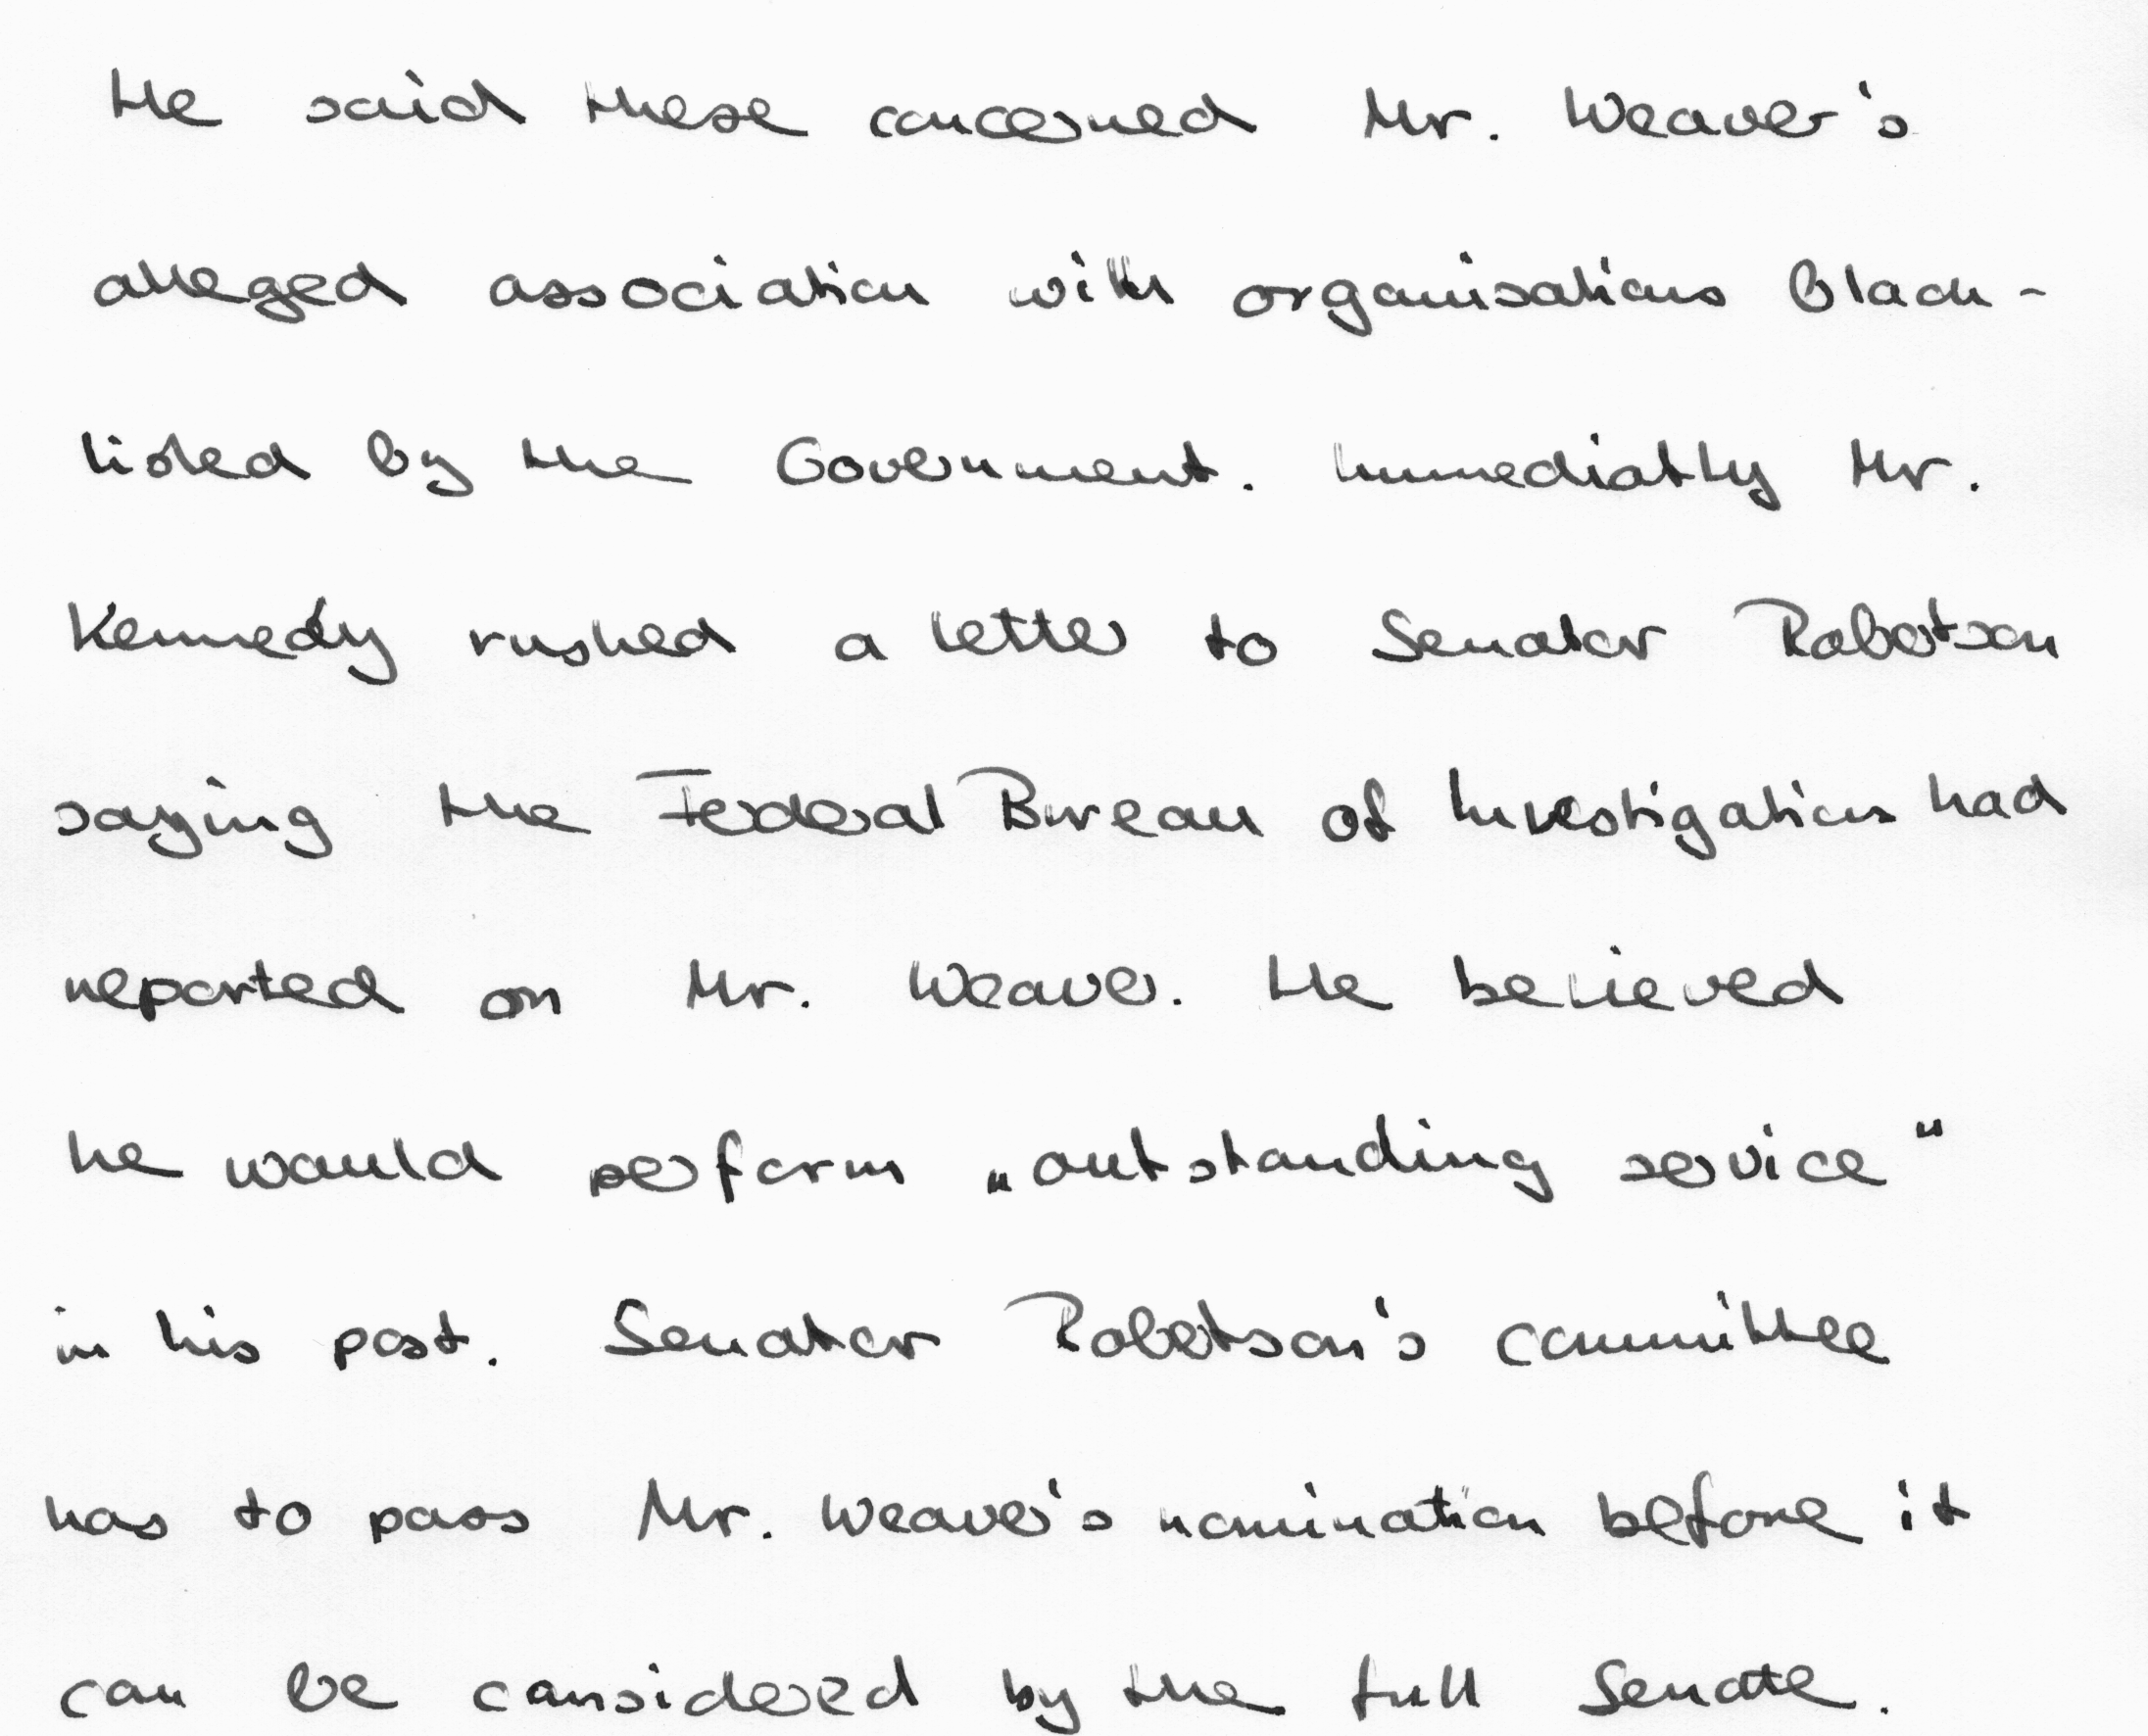 He said these concerned Mr. Weaver's
alleged association with organisations black-
listed by the Government. Immediatly Mr.
Kennedy rushed a letter to Senator Robertson
saying the Federal Bureau of Investigation had
reported on Mr. Weaver. He believed
he would perform „outstanding service"
in his post. Senator Robertson's committee
has to pass Mr. Weaver's nomination before it
can be considered by the full Senate.